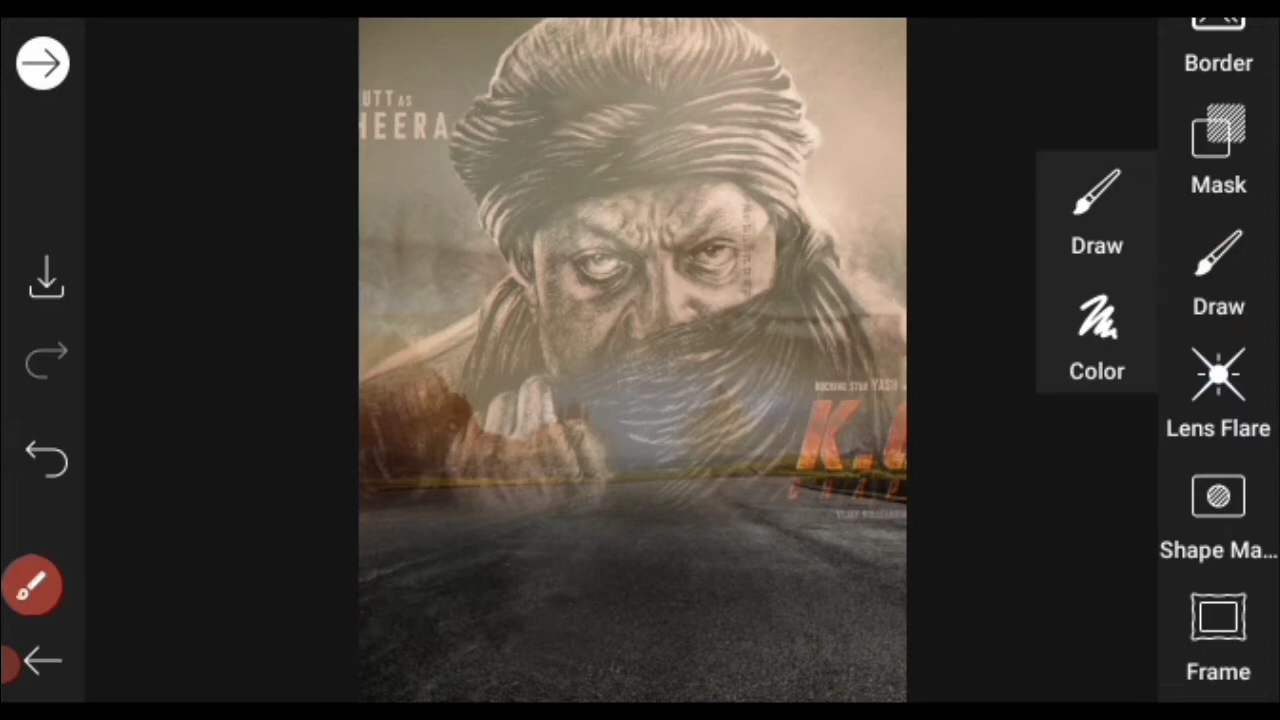 UTT AS
HEERA
ROCKING STAR YASH
K.
Border
Mask
Draw
Color
Draw
Lens Flare
Shape Ma...
Frame